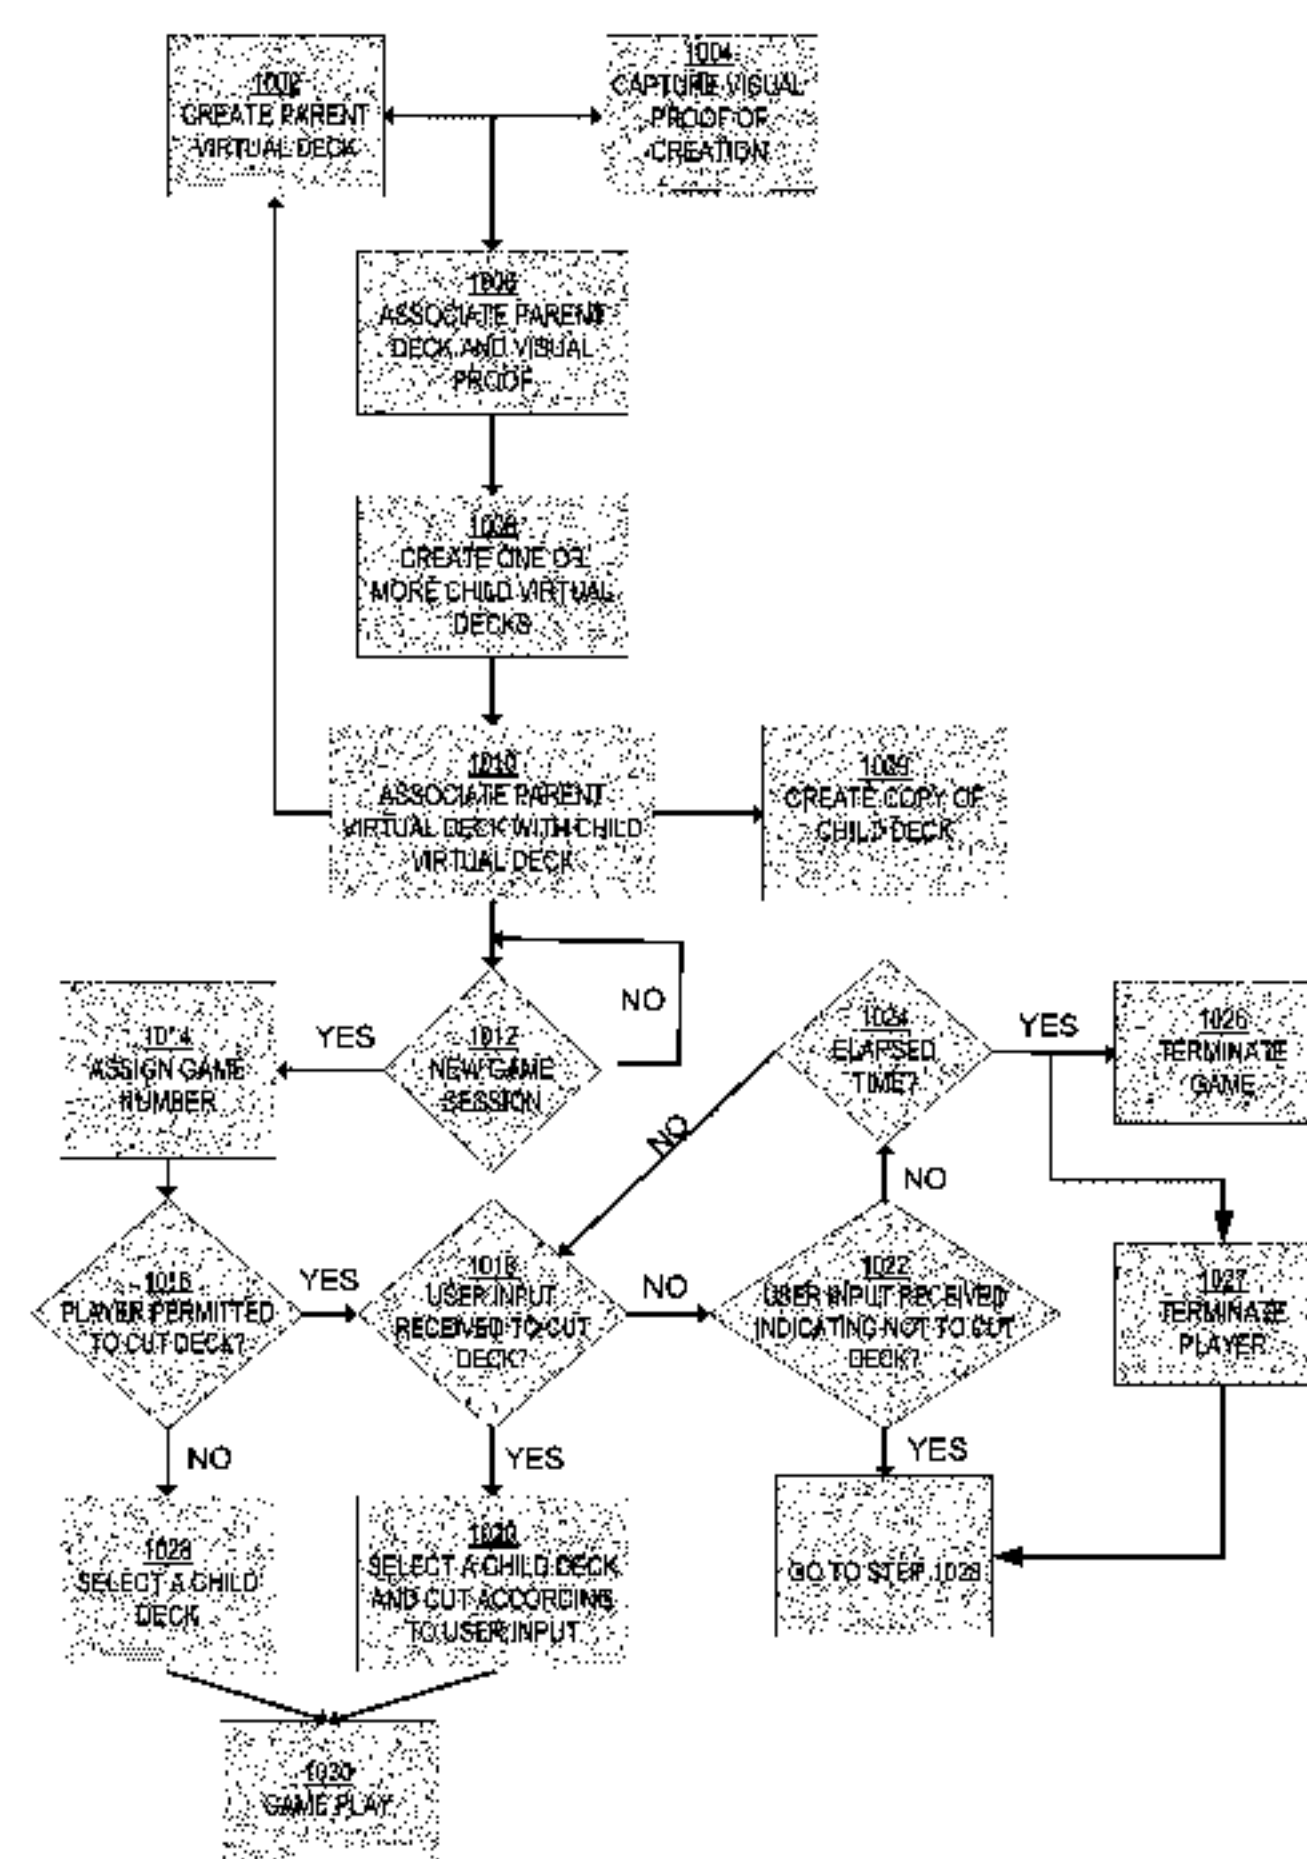 1002
CREATE PARENT
VIRTUAL DECK
1004
CAPTURE VISUAL
PROOF OF
CREATION
1006
ASSOCIATE PARENT
DECK AND VISUAL
PROOF
1008
CREATE ONE OR
MORE CHILD VIRTUAL
DECKS
1010
ASSOCIATE PARENT
VIRTUAL DECK WITH CHILD
VIRTUAL DECK
1009
CREATE COPY OF
CHILD DECK
1012
NEW GAME
SESSION
NO
YES
1014
ASSIGN GAME
NUMBER
1024
ELAPSED
TIME?
YES
1026
TERMINATE
GAME
NO
NO
1016
PLAYER PERMITTED
TO CUT DECK?
YES
1018
USER INPUT
RECEIVED TO CUT
DECK?
NO
1022
USER INPUT RECEIVED
INDICATING NOT TO CUT
DECK?
1027
TERMINATE
PLAYER
NO
YES
YES
1028
SELECT A CHILD
DECK
1020
SELECT A CHILD DECK
AND CUT ACCORDING
TO USER INPUT
GO TO STEP 1028
1030
GAME PLAY